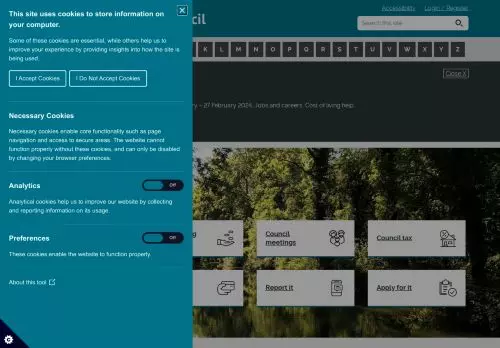 This site uses cookies to store information on
your computer.
Some of these cookies are essential, while others help us to
improve your experience by providing insights into how the site is
being used.
I Accept Cookies
I Do Not Accept Cookies
Necessary Cookies
Necessary cookies enable core functionality such as page
navigation and access to secure areas. The website cannot
function properly without these cookies, and can only be disabled
by changing your browser preferences.
Analytics
Off
Analytical cookies help us to improve our website by collecting
and reporting information on its usage.
Preferences
Off
These cookies enable the website to function properly.
About this tool
Accessibility
Login / Register
Search this site
K L M N O P Q R S T U V W X Y Z
Close X
– 27 February 2024, Jobs and careers, Cost of living help,
Council
meetings
Council tax
Report it
Apply for it